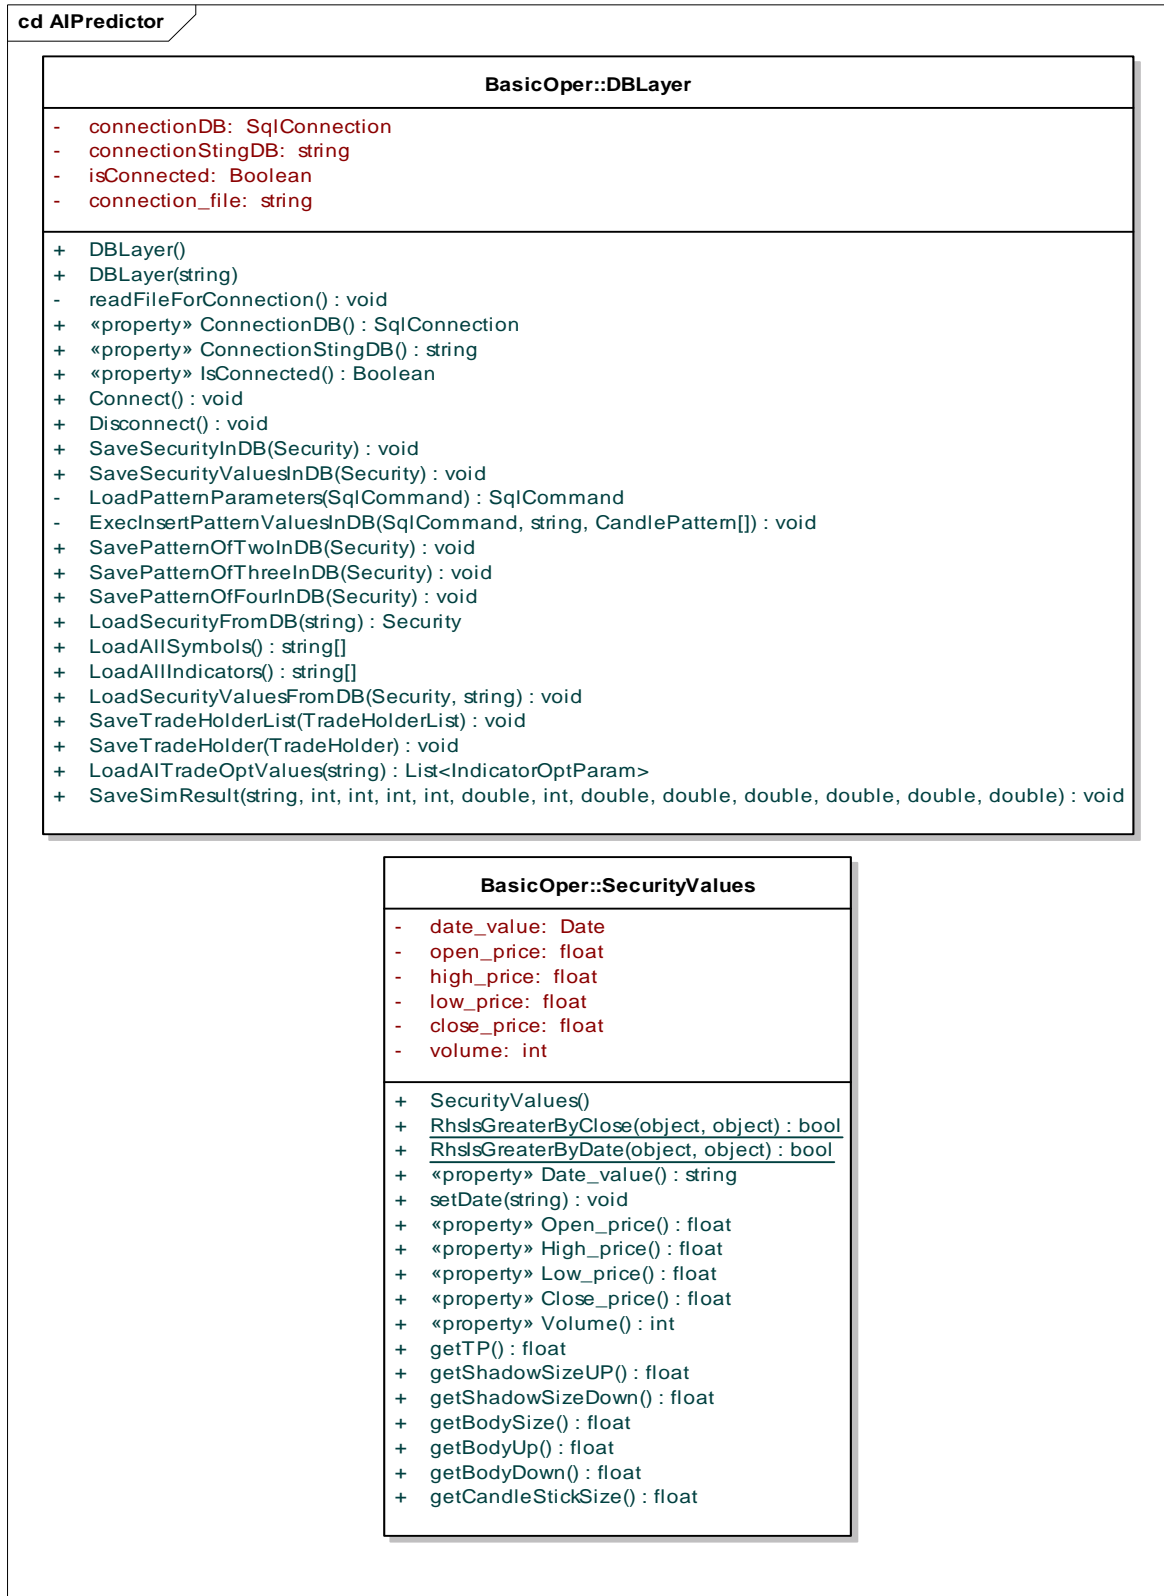 cd AIPredictor
BasicOper::DBLayer
- connectionDB: SqlConnection
- connectionStingDB: string
- isConnected: Boolean
- connection_file: string
+ DBLayer()
+ DBLayer(string)
- readFileForConnection() : void
+ «property» ConnectionDB() : SqlConnection
+ «property» ConnectionStingDB() : string
+ «property» IsConnected() : Boolean
+ Connect() : void
+ Disconnect() : void
+ SaveSecurityInDB(Security) : void
+ SaveSecurityValuesInDB(Security) : void
- LoadPatternParameters(SqlCommand) : SqlCommand
- ExecInsertPatternValuesInDB(SqlCommand, string, CandlePattern[]) : void
+ SavePatternOfTwoInDB(Security) : void
+ SavePatternOfThreeInDB(Security) : void
+ SavePatternOfFourInDB(Security) : void
+ LoadSecurityFromDB(string) : Security
+ LoadAllSymbols() : string[]
+ LoadAllIndicators() : string[]
+ LoadSecurityValuesFromDB(Security, string) : void
+ SaveTradeHolderList(TradeHolderList) : void
+ SaveTradeHolder(TradeHolder) : void
+ LoadAITradeOptValues(string) : List<IndicatorOptParam>
+ SaveSimResult(string, int, int, int, int, double, int, double, double, double, double, double, double) : void
BasicOper::SecurityValues
- date_value: Date
- open_price: float
- high_price: float
- low_price: float
- close_price: float
- volume: int
+ SecurityValues()
+ RhsIsGreaterByClose(object, object) : bool
+ RhsIsGreaterByDate(object, object) : bool
+ «property» Date_value() : string
+ setDate(string) : void
+ «property» Open_price() : float
+ «property» High_price() : float
+ «property» Low_price() : float
+ «property» Close_price() : float
+ «property» Volume() : int
+ getTP() : float
+ getShadowSizeUP() : float
+ getShadowSizeDown() : float
+ getBodySize() : float
+ getBodyUp() : float
+ getBodyDown() : float
+ getCandleStickSize() : float